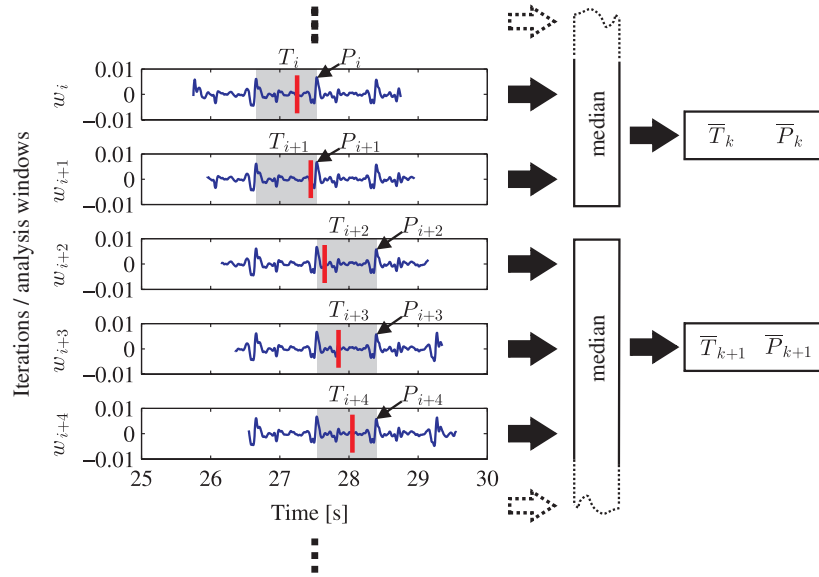 Iterations / analysis windows
w_i
0.01
0
−0.01
T_i
P_i
w_{i+1}
0.01
0
−0.01
T_{i+1}
P_{i+1}
w_{i+2}
0.01
0
−0.01
T_{i+2}
P_{i+2}
w_{i+3}
0.01
0
−0.01
T_{i+3}
P_{i+3}
w_{i+4}
0.01
0
−0.01
T_{i+4}
P_{i+4}
25 26 27 28 29 30
Time [s]
median
T̅_k P̅_k
median
T̅_{k+1} P̅_{k+1}